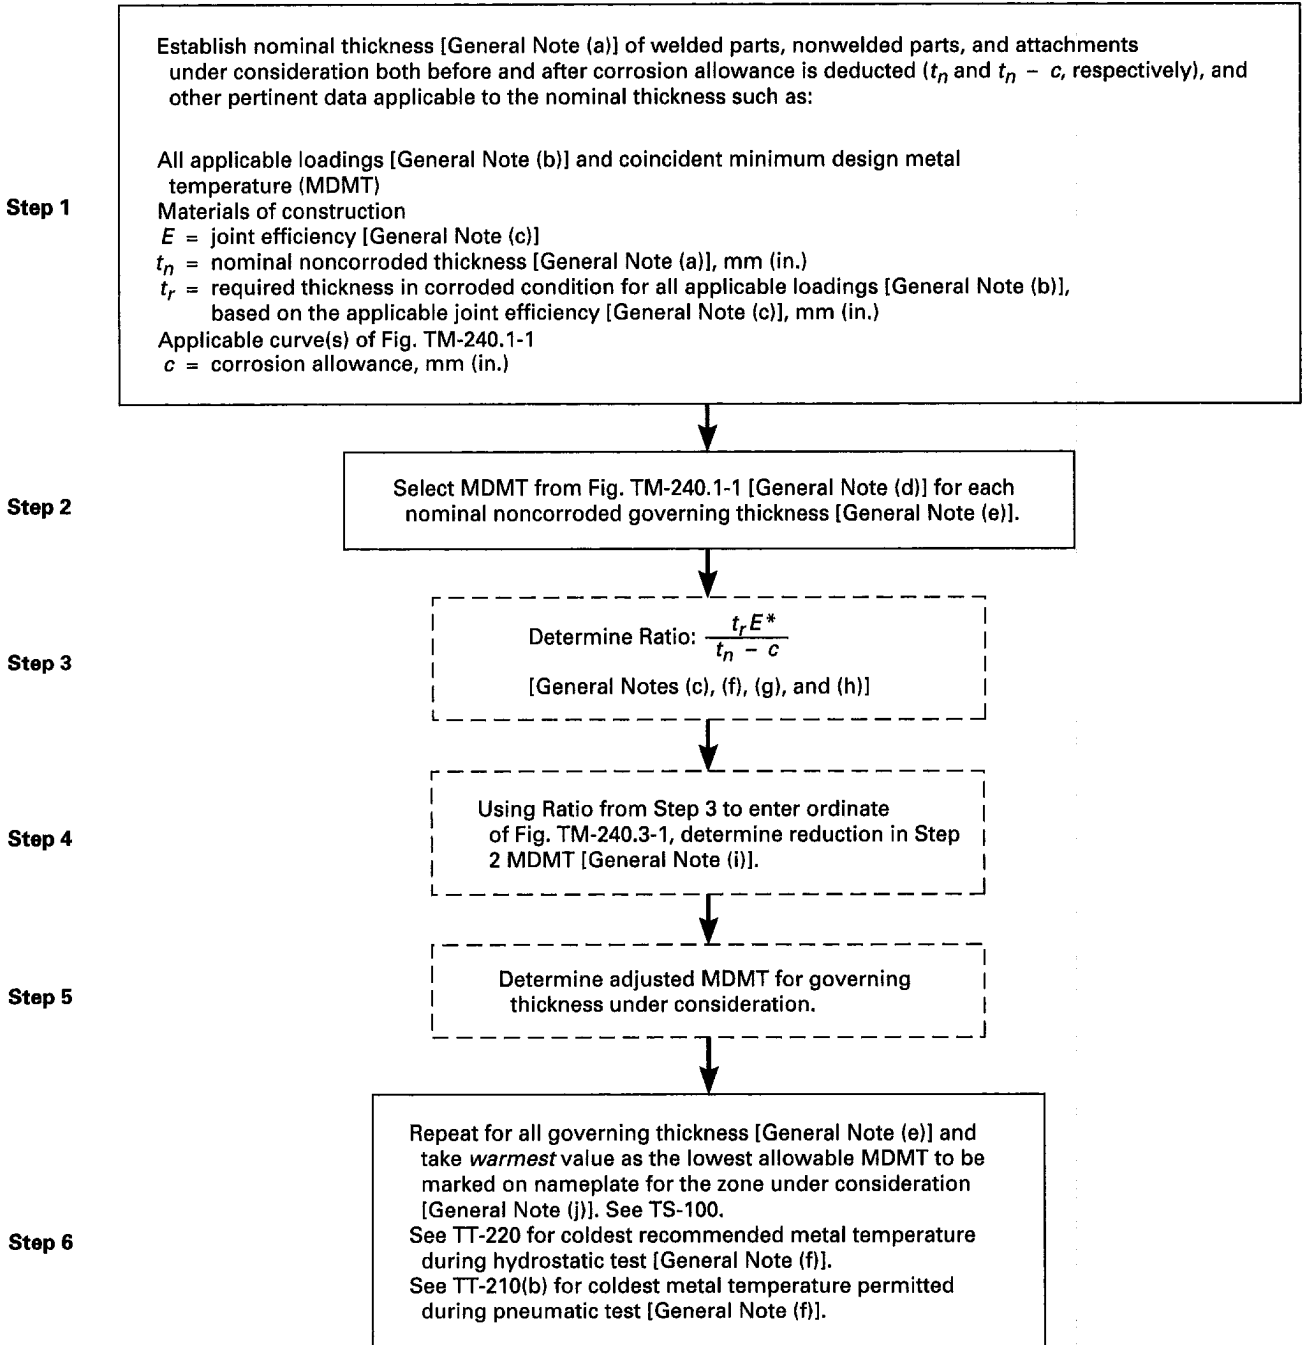 Establish nominal thickness [General Note (a)] of welded parts, nonwelded parts, and attachments
under consideration both before and after corrosion allowance is deducted (tn and tn – c, respectively), and
other pertinent data applicable to the nominal thickness such as:
All applicable loadings [General Note (b)] and coincident minimum design metal
temperature (MDMT)
Step 1
Materials of construction
E = joint efficiency [General Note (c)]
tn = nominal noncorroded thickness [General Note (a)], mm (in.)
tr = required thickness in corroded condition for all applicable loadings [General Note (b)],
based on the applicable joint efficiency [General Note (c)], mm (in.)
Applicable curve(s) of Fig. TM-240.1-1
c = corrosion allowance, mm (in.)
Step 2
Select MDMT from Fig. TM-240.1-1 [General Note (d)] for each
nominal noncorroded governing thickness [General Note (e)].
Step 3
Determine Ratio: tr E* / tn – c
[General Notes (c), (f), (g), and (h)]
Step 4
Using Ratio from Step 3 to enter ordinate
of Fig. TM-240.3-1, determine reduction in Step
2 MDMT [General Note (i)].
Step 5
Determine adjusted MDMT for governing
thickness under consideration.
Step 6
Repeat for all governing thickness [General Note (e)] and
take warmest value as the lowest allowable MDMT to be
marked on nameplate for the zone under consideration
[General Note (j)]. See TS-100.
See TT-220 for coldest recommended metal temperature
during hydrostatic test [General Note (f)].
See TT-210(b) for coldest metal temperature permitted
during pneumatic test [General Note (f)].